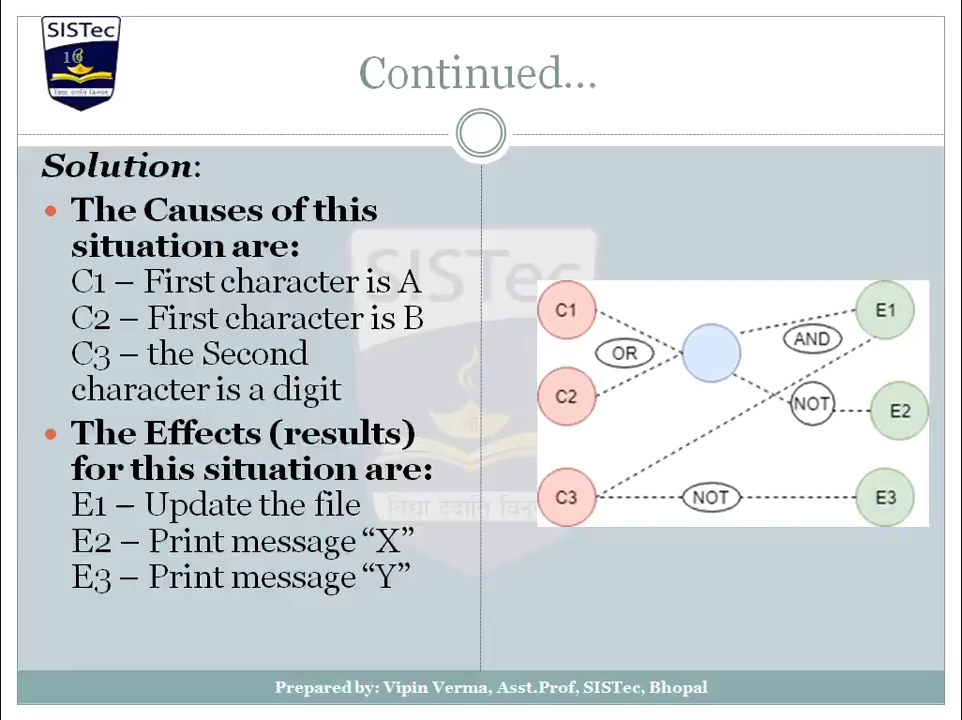 SISTec
Continued...
Solution:
The Causes of this
situation are:
C1 – First character is A
C2 – First character is B
C3 – the Second
character is a digit
The Effects (results)
for this situation are:
E1 – Update the file
E2 – Print message “X”
E3 – Print message “Y”
C1
OR
C2
C3
AND
NOT
NOT
E1
E2
E3
SISTec
Prepared by: Vipin Verma, Asst.Prof, SISTec, Bhopal